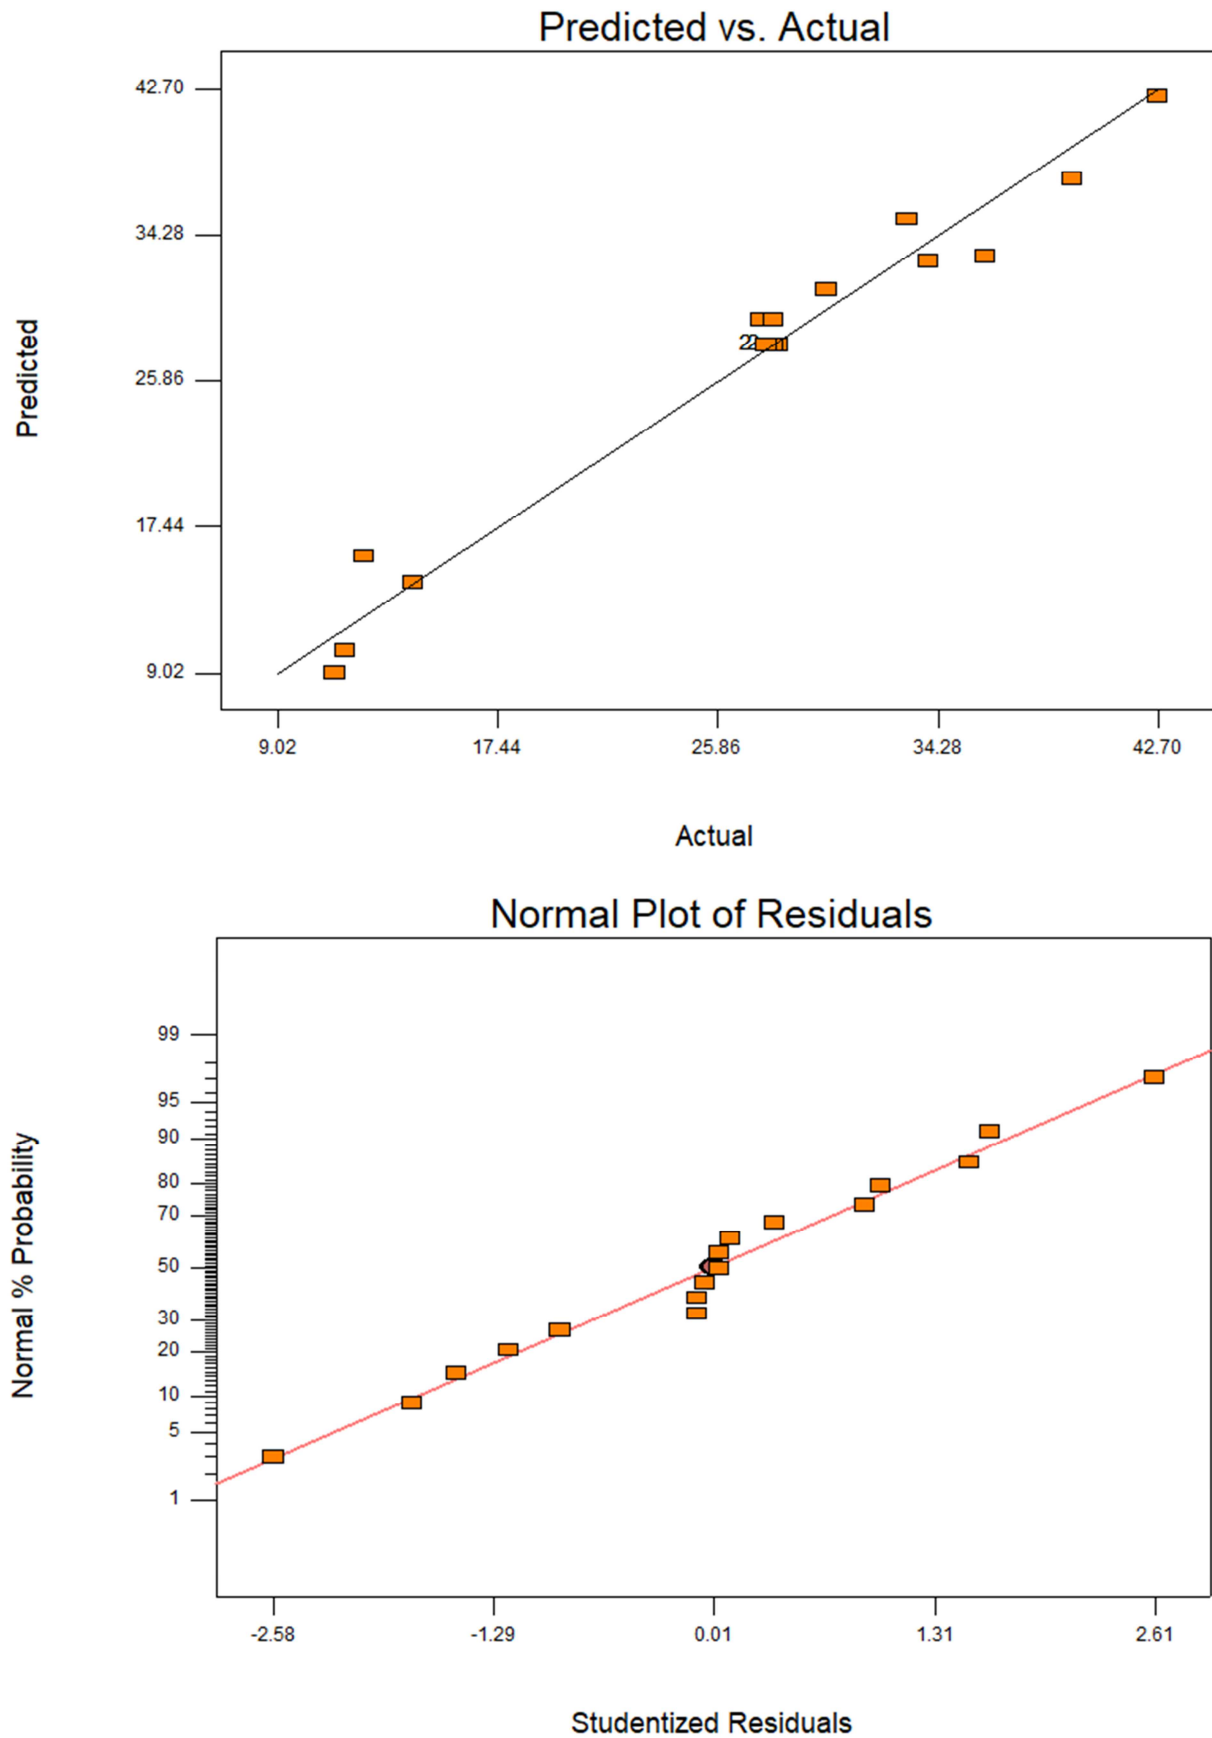 Predicted vs. Actual
42.70
34.28
25.86
17.44
9.02
Predicted
22
9.02 17.44 25.86 34.28 42.70
Actual
Normal Plot of Residuals
99
95
90
80
70
50
30
20
10
5
1
Normal % Probability
-2.58 -1.29 0.01 1.31 2.61
Studentized Residuals